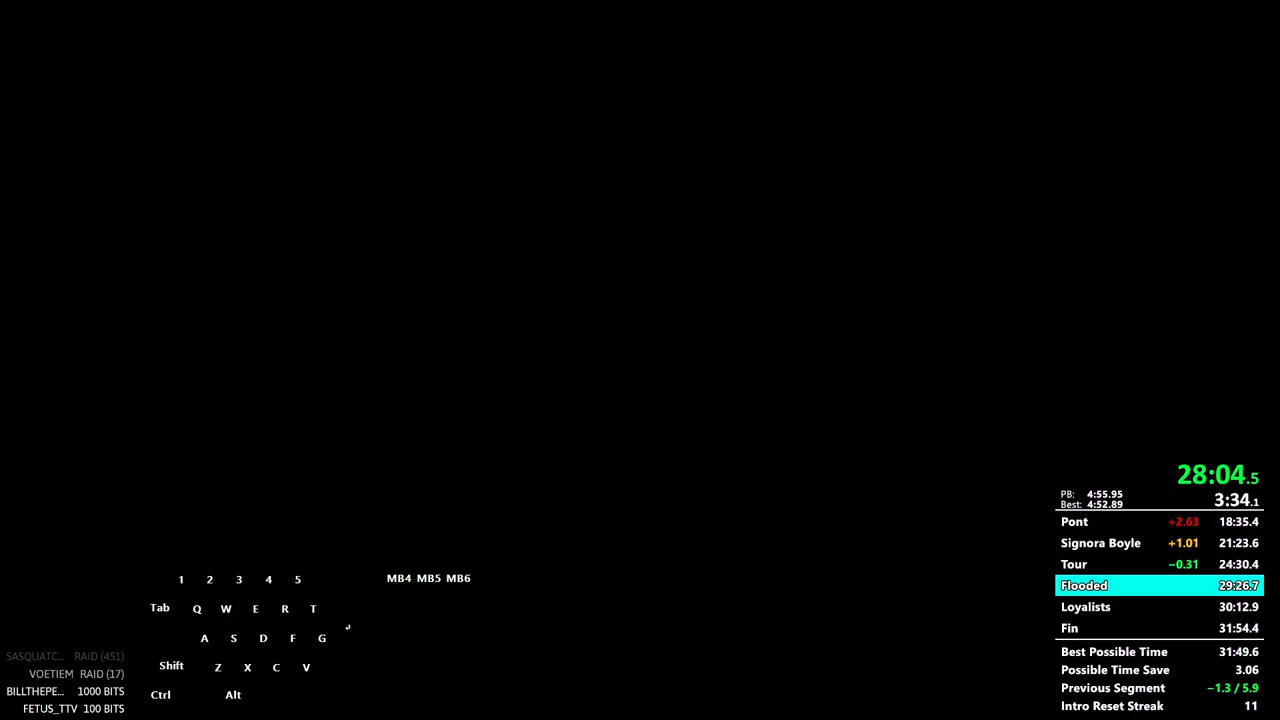 28:04.5
PB: 4:55.95
Best: 4:52.89
3:34.1
Pont +2.63 18:35.4
Signora Boyle +1.01 21:23.6
Tour −0.31 24:30.4
Flooded 29:26.7
Loyalists 30:12.9
Fin 31:54.4
Best Possible Time 31:49.6
Possible Time Save 3.06
Previous Segment −1.3 / 5.9
Intro Reset Streak 11
1 2 3 4 5 MB4 MB5 MB6
Tab Q W E R T
A S D F G ↲
Shift Z X C V
Ctrl Alt
SASQUATC... RAID (451)
VOETIEM RAID (17)
BILLTHEPE... 1000 BITS
FETUS_TTV 100 BITS